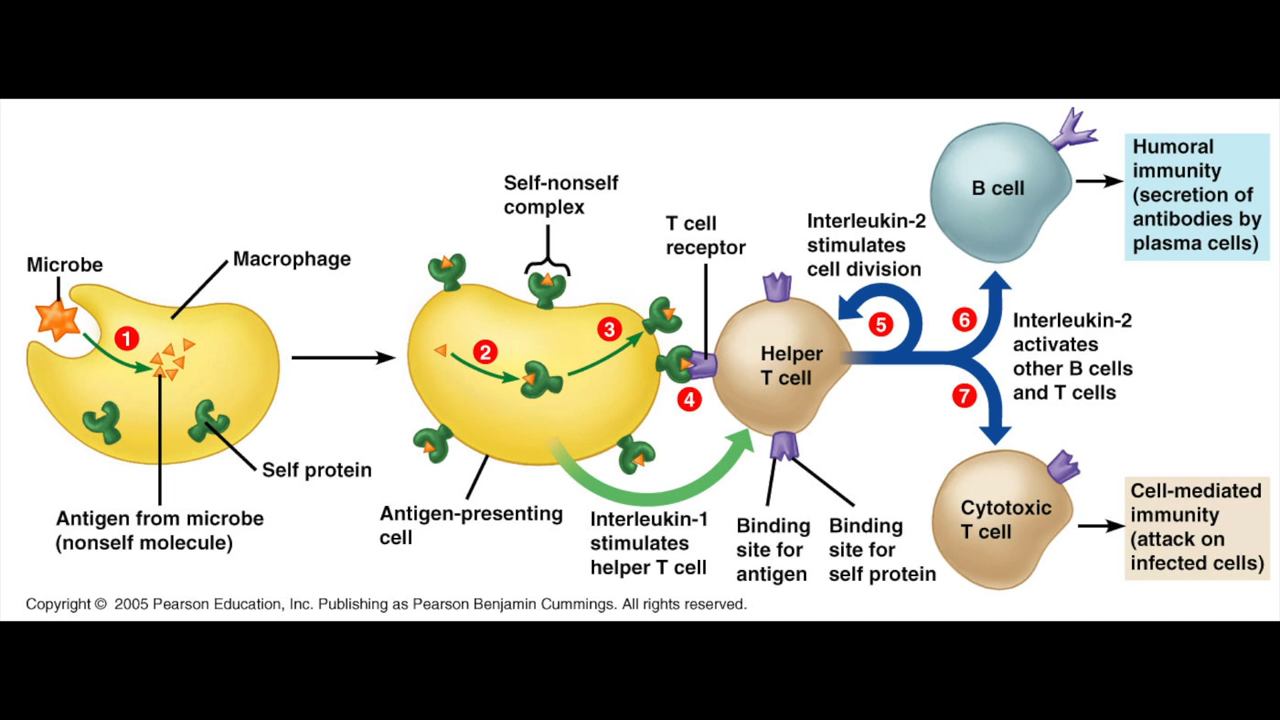 Microbe
Macrophage
1
Self protein
Antigen from microbe
(nonself molecule)
Self-nonself
complex
2
3
4
Antigen-presenting
cell
Interleukin-1
stimulates
helper T cell
T cell
receptor
Helper
T cell
Binding
site for
antigen
Binding
site for
self protein
Interleukin-2
stimulates
cell division
5
6
7
Interleukin-2
activates
other B cells
and T cells
B cell
Humoral
immunity
(secretion of
antibodies by
plasma cells)
Cytotoxic
T cell
Cell-mediated
immunity
(attack on
infected cells)
Copyright © 2005 Pearson Education, Inc. Publishing as Pearson Benjamin Cummings. All rights reserved.